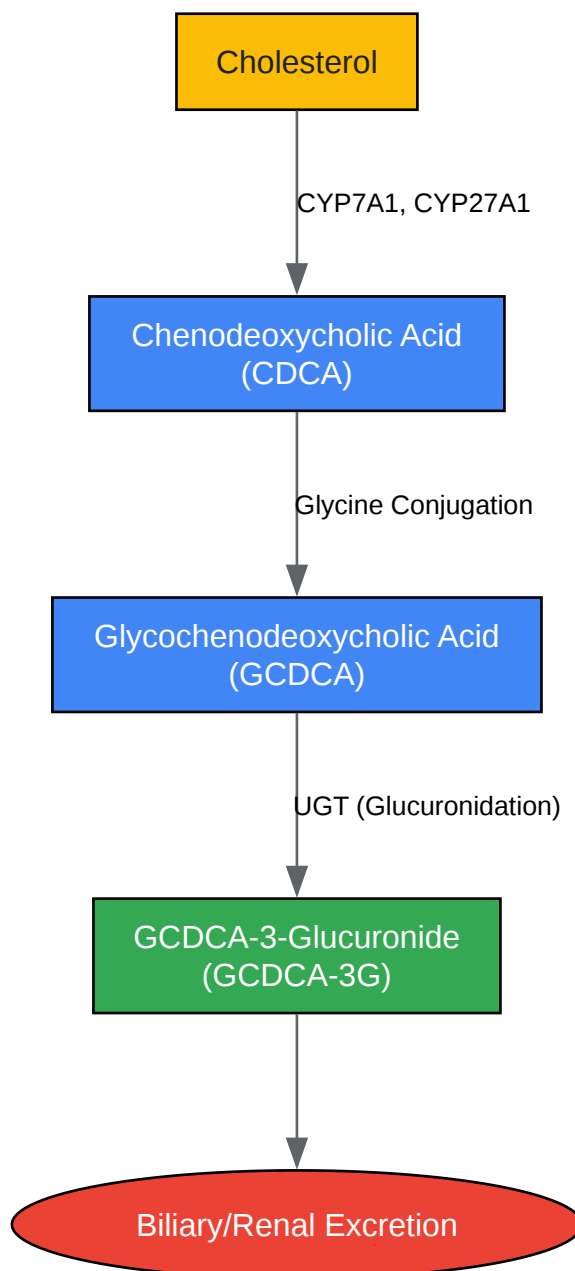 Cholesterol
CYP7A1, CYP27A1
Chenodeoxycholic Acid
(CDCA)
Glycine Conjugation
Glycochenodeoxycholic Acid
(GCDCA)
UGT (Glucuronidation)
GCDCA-3-Glucuronide
(GCDCA-3G)
Biliary/Renal Excretion